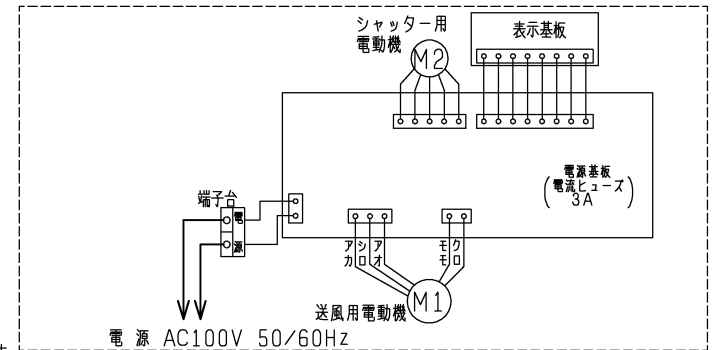 シャッター用
電動機
M2
表示基板
電源基板
(電流ヒューズ)
3A
端子台
電
源
アカ
シロ
アオ
モモ
クロ
送風用電動機
M1
電 源 AC100V 50/60Hz